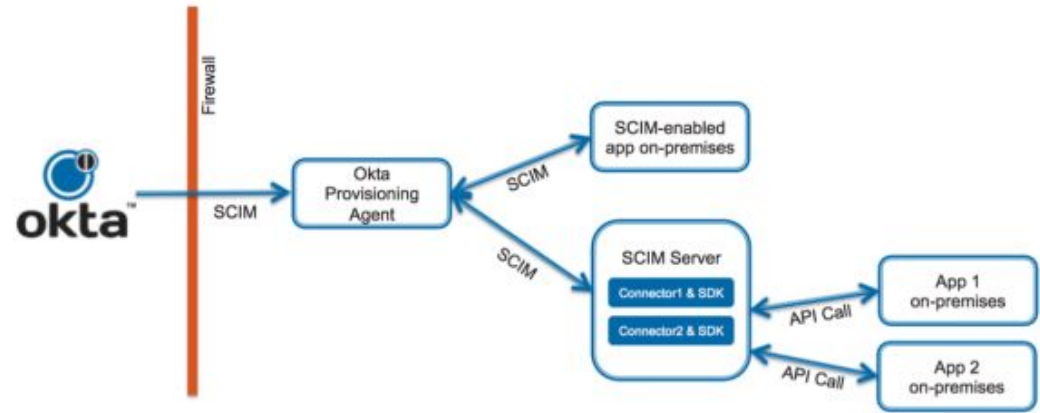 Firewall
okta™
SCIM
Okta
Provisioning
Agent
SCIM
SCIM
SCIM-enabled
app on-premises
SCIM Server
Connector1 & SDK
Connector2 & SDK
API Call
API Call
App 1
on-premises
App 2
on-premises